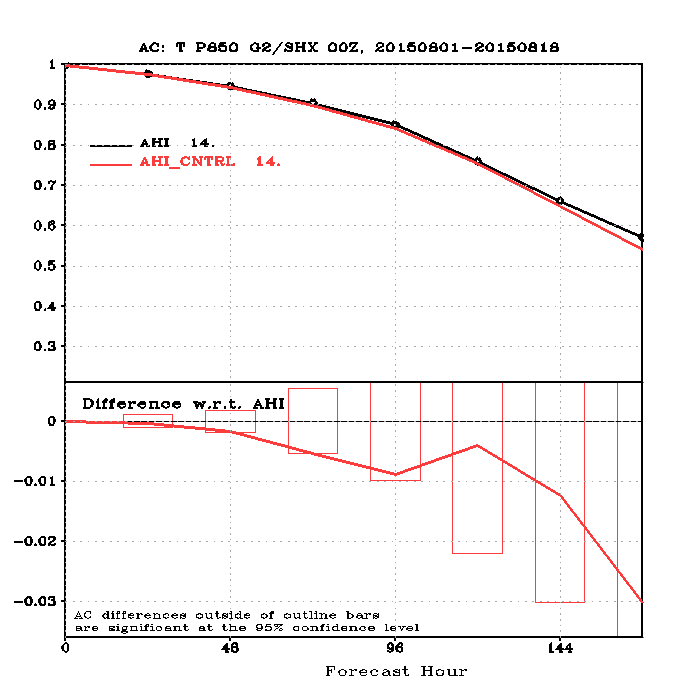 AC: T P850 G2/SHX 00Z, 20150801-20150818
1
0.9
0.8
0.7
0.6
0.5
0.4
0.3
AHI 14.
AHI_CNTRL 14.
Difference w.r.t. AHI
0
-0.01
-0.02
-0.03
AC differences outside of outline bars
are significant at the 95% confidence level
0 48 96 144
Forecast Hour